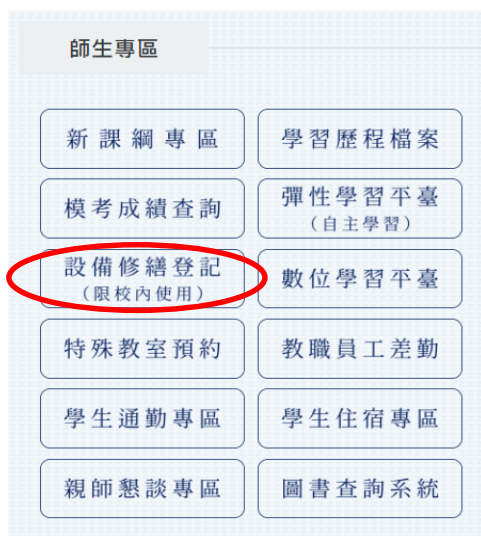 師生專區
新課綱專區
學習歷程檔案
模考成績查詢
彈性學習平臺
(自主學習)
設備修繕登記
(限校內使用)
數位學習平臺
特殊教室預約
教職員工差勤
學生通勤專區
學生住宿專區
親師懇談專區
圖書查詢系統